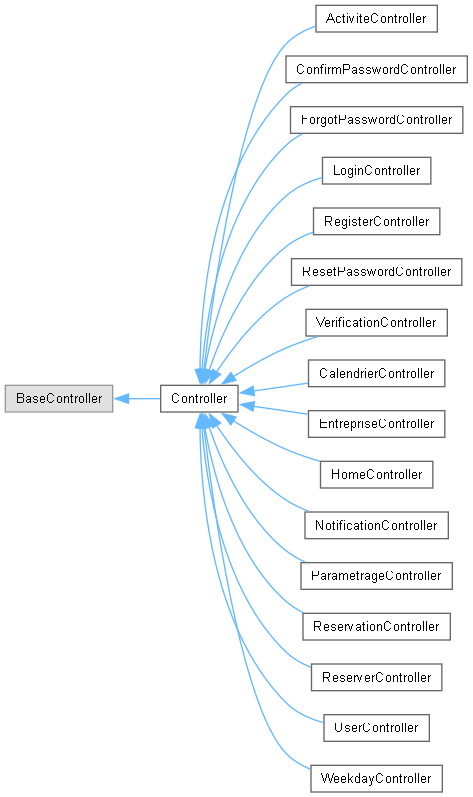 ActiviteController
ConfirmPasswordController
ForgotPasswordController
LoginController
RegisterController
ResetPasswordController
VerificationController
CalendrierController
BaseController
Controller
EntrepriseController
HomeController
NotificationController
ParametrageController
ReservationController
ReserverController
UserController
WeekdayController